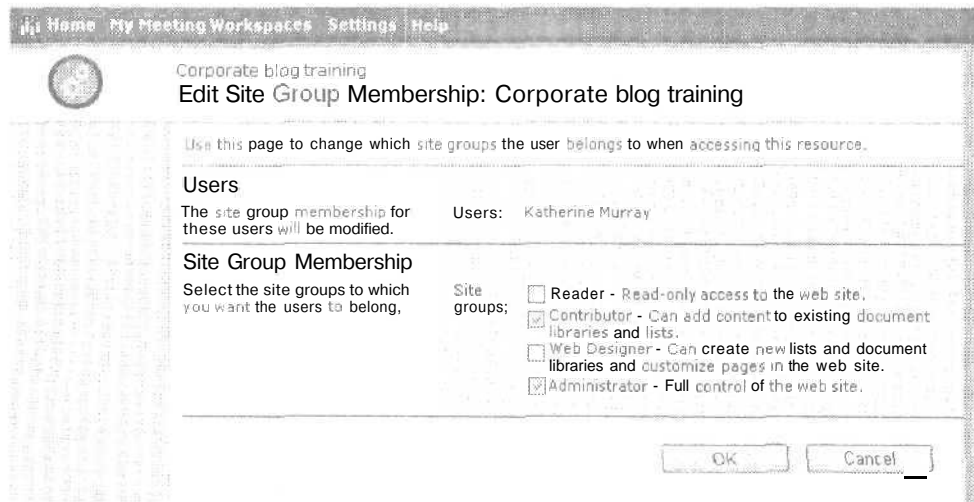 Home My Meeting Workspaces Settings Help
Corporate blog training
Edit Site Group Membership: Corporate blog training
Use this page to change which site groups the user belongs to when accessing this resource.
Users
The site group membership for
these users will be modified.
Users: Katherine Murray
Site Group Membership
Select the site groups to which
you want the users to belong,
Site
groups;
Reader - Read-only access to the web site.
Contributor - Can add content to existing document
libraries and lists.
Web Designer - Can create new lists and document
libraries and customize pages in the web site.
Administrator - Full control of the web site.
OK Cancel